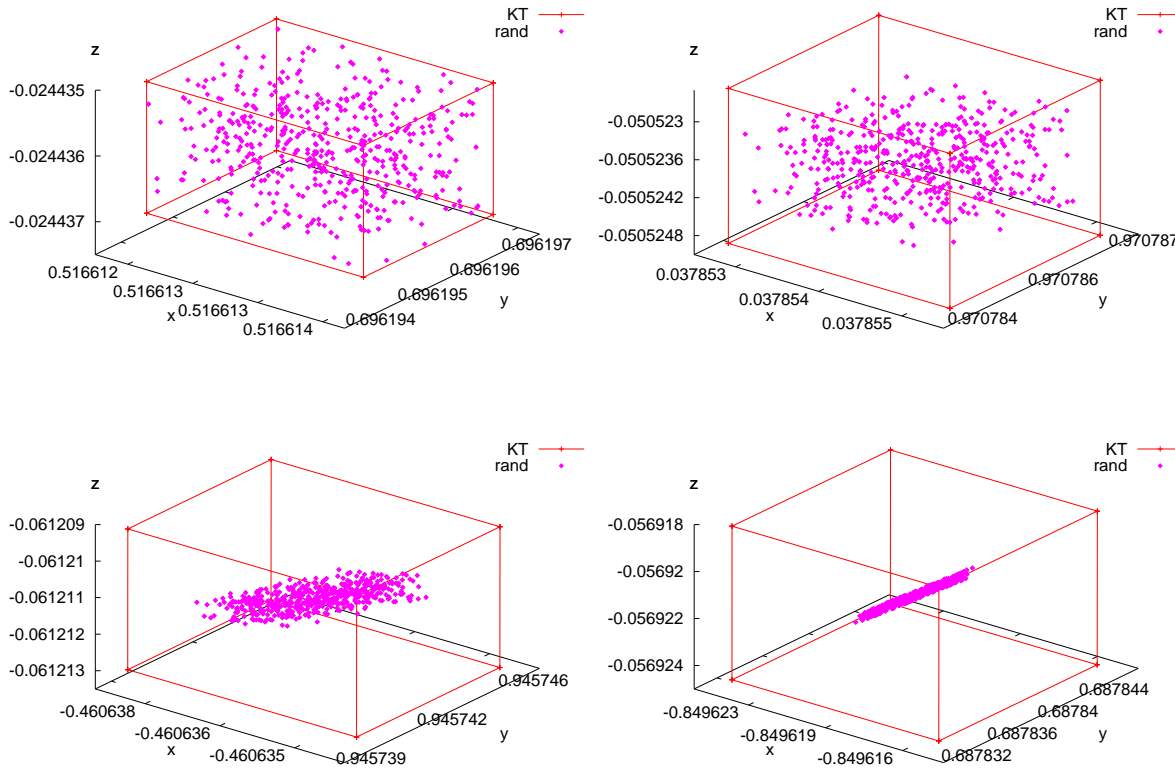 KT
rand
z
-0.024435
-0.024436
-0.024437
0.516612
0.516613
0.516613
0.516614
x
0.696194
0.696195
0.696196
0.696197
y
KT
rand
z
-0.050523
-0.0505236
-0.0505242
-0.0505248
0.037853
0.037854
0.037855
x
0.970784
0.970786
0.970787
y
KT
rand
z
-0.061209
-0.06121
-0.061211
-0.061212
-0.061213
-0.460638
-0.460636
-0.460635
x
0.945739
0.945742
0.945746
y
KT
rand
z
-0.056918
-0.05692
-0.056922
-0.056924
-0.849623
-0.849619
-0.849616
x
0.687832
0.687836
0.68784
0.687844
y